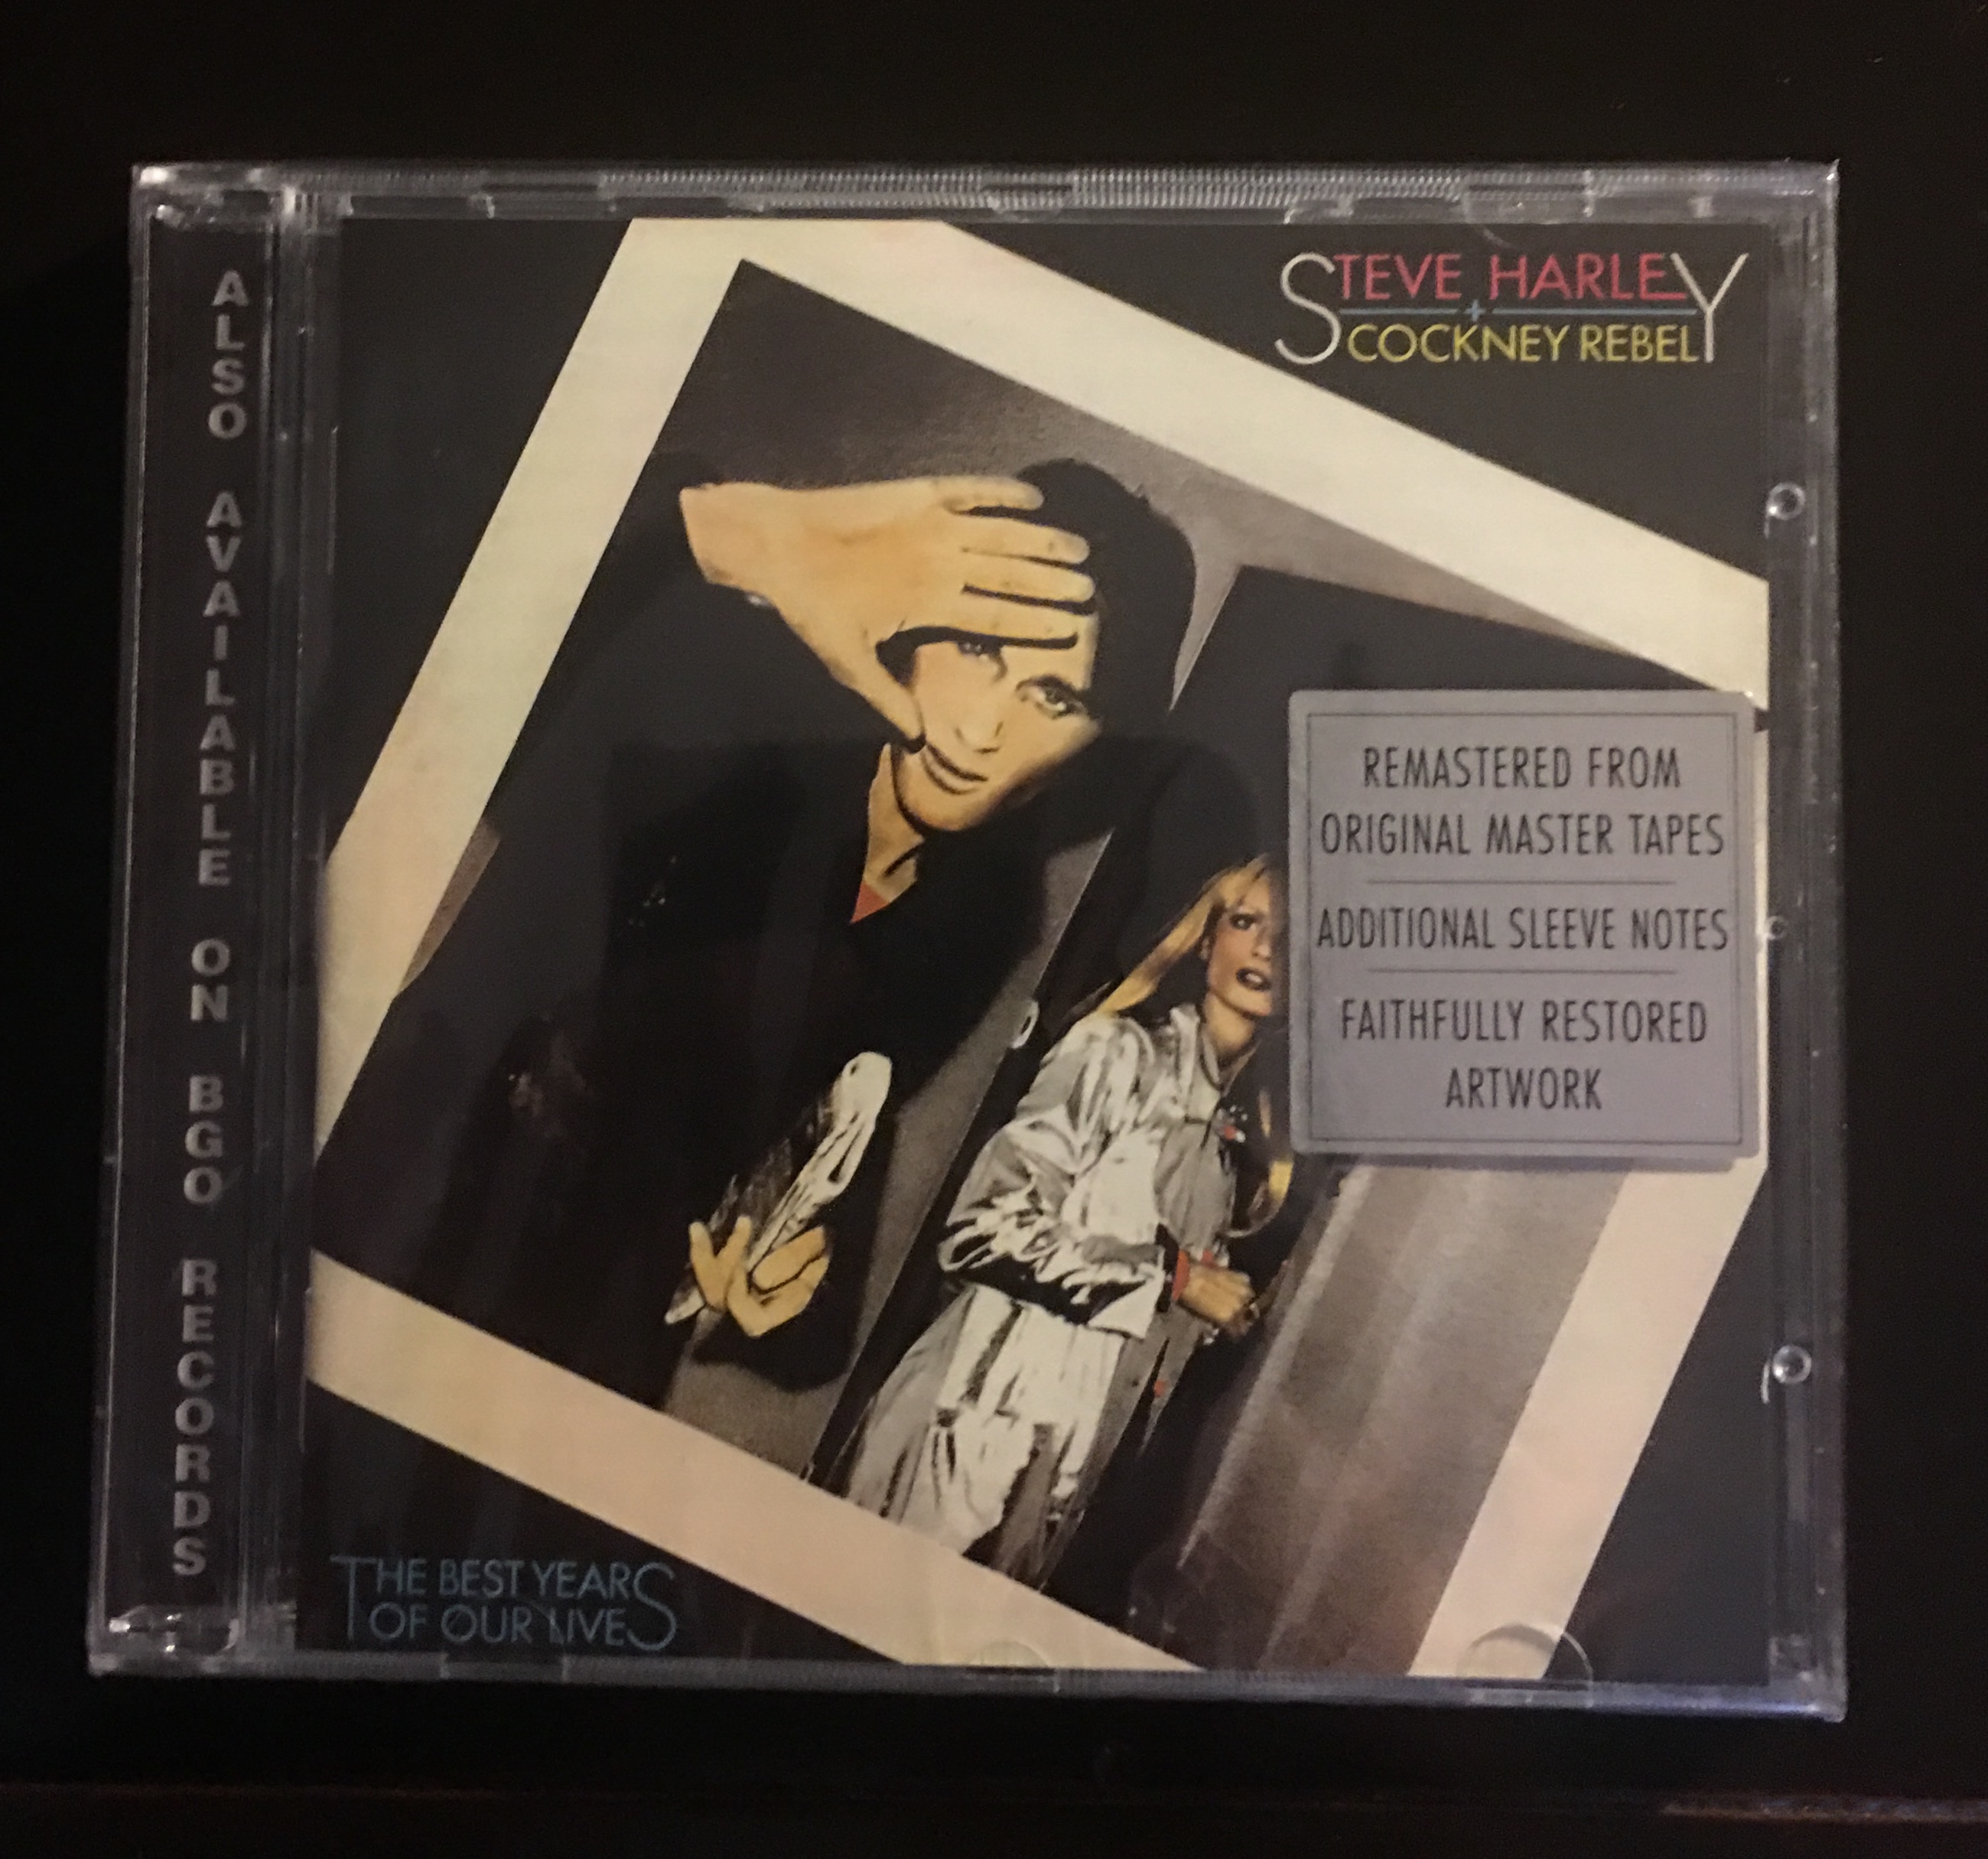 ALSO AVAILABLE ON BGO RECORDS
STEVE HARLEY
+
COCKNEY REBEL
REMASTERED FROM
ORIGINAL MASTER TAPES
ADDITIONAL SLEEVE NOTES
FAITHFULLY RESTORED
ARTWORK
THE BEST YEARS
OF OUR LIVES